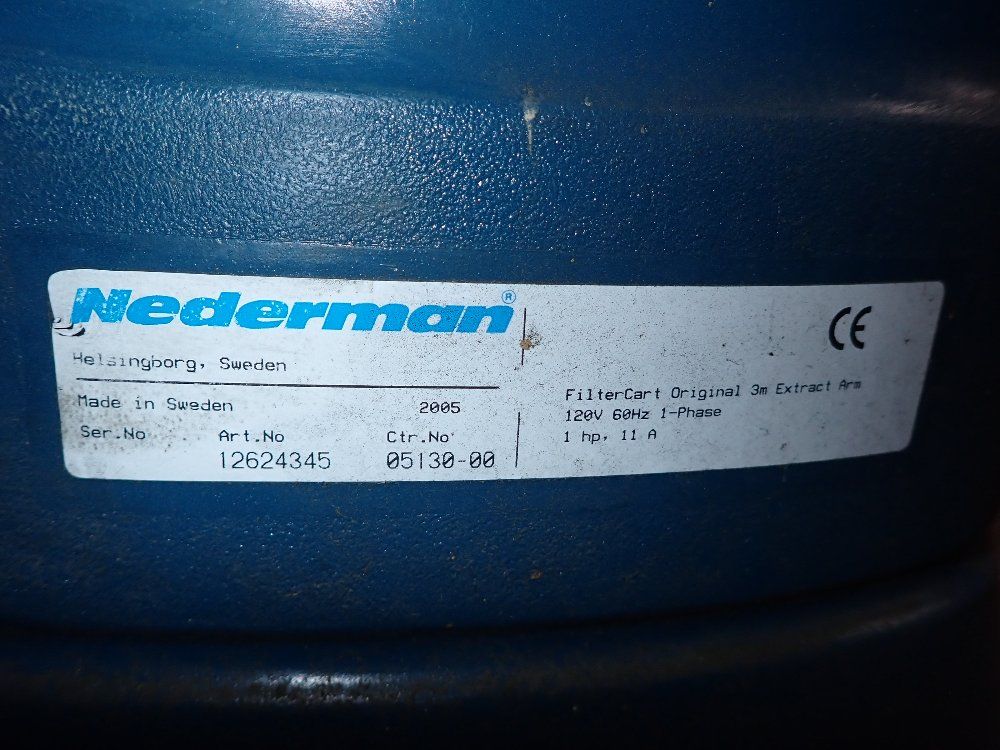 Nederman®
Helsingborg, Sweden
Made in Sweden 2005
Ser.No Art.No Ctr.No
12624345 05130-00
CE
FilterCart Original 3m Extract Arm
120V 60Hz 1-Phase
1 hp, 11 A